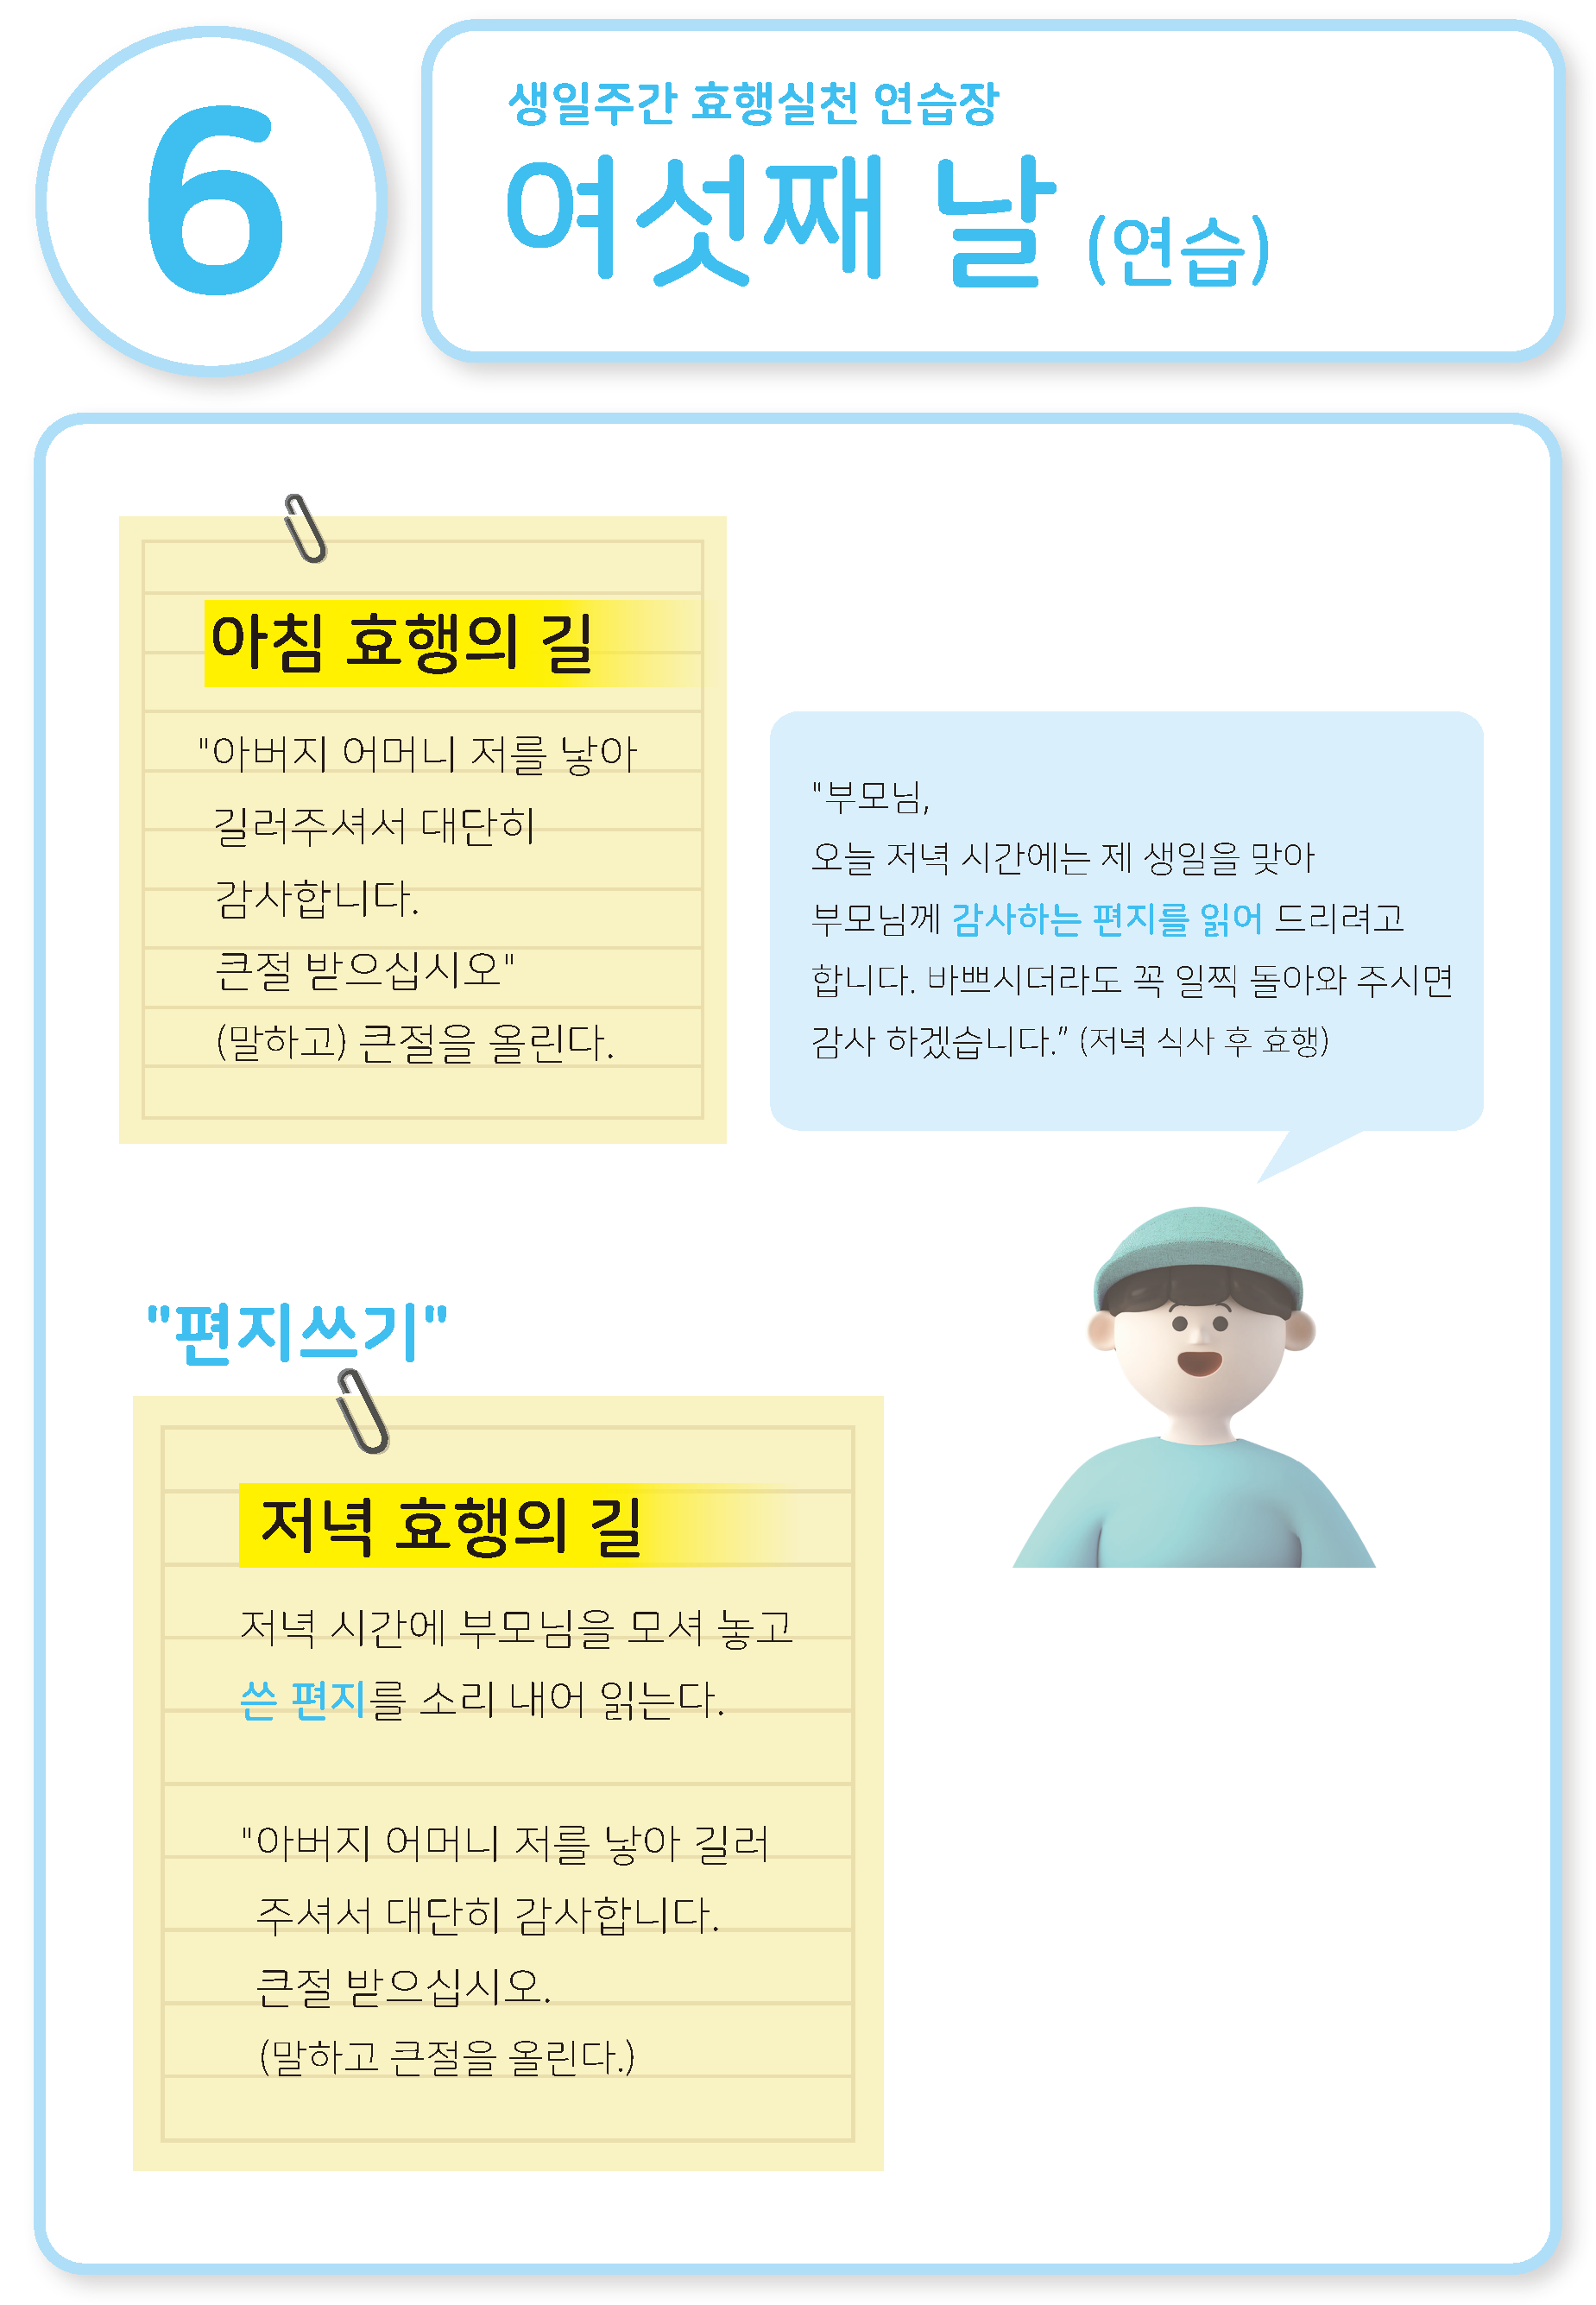 6
생일주간 효행실천 연습장
여섯째 날 (연습)
아침 효행의 길
"아버지 어머니 저를 낳아
길러주셔서 대단히
감사합니다.
큰절 받으십시오"
(말하고) 큰절을 올린다.
"부모님,
오늘 저녁 시간에는 제 생일을 맞아
부모님께 감사하는 편지를 읽어 드리려고
합니다. 바쁘시더라도 꼭 일찍 돌아와 주시면
감사 하겠습니다." (저녁 식사 후 효행)
"편지쓰기"
저녁 효행의 길
저녁 시간에 부모님을 모셔 놓고
쓴 편지를 소리 내어 읽는다.
"아버지 어머니 저를 낳아 길러
주셔서 대단히 감사합니다.
큰절 받으십시오.
(말하고 큰절을 올린다.)